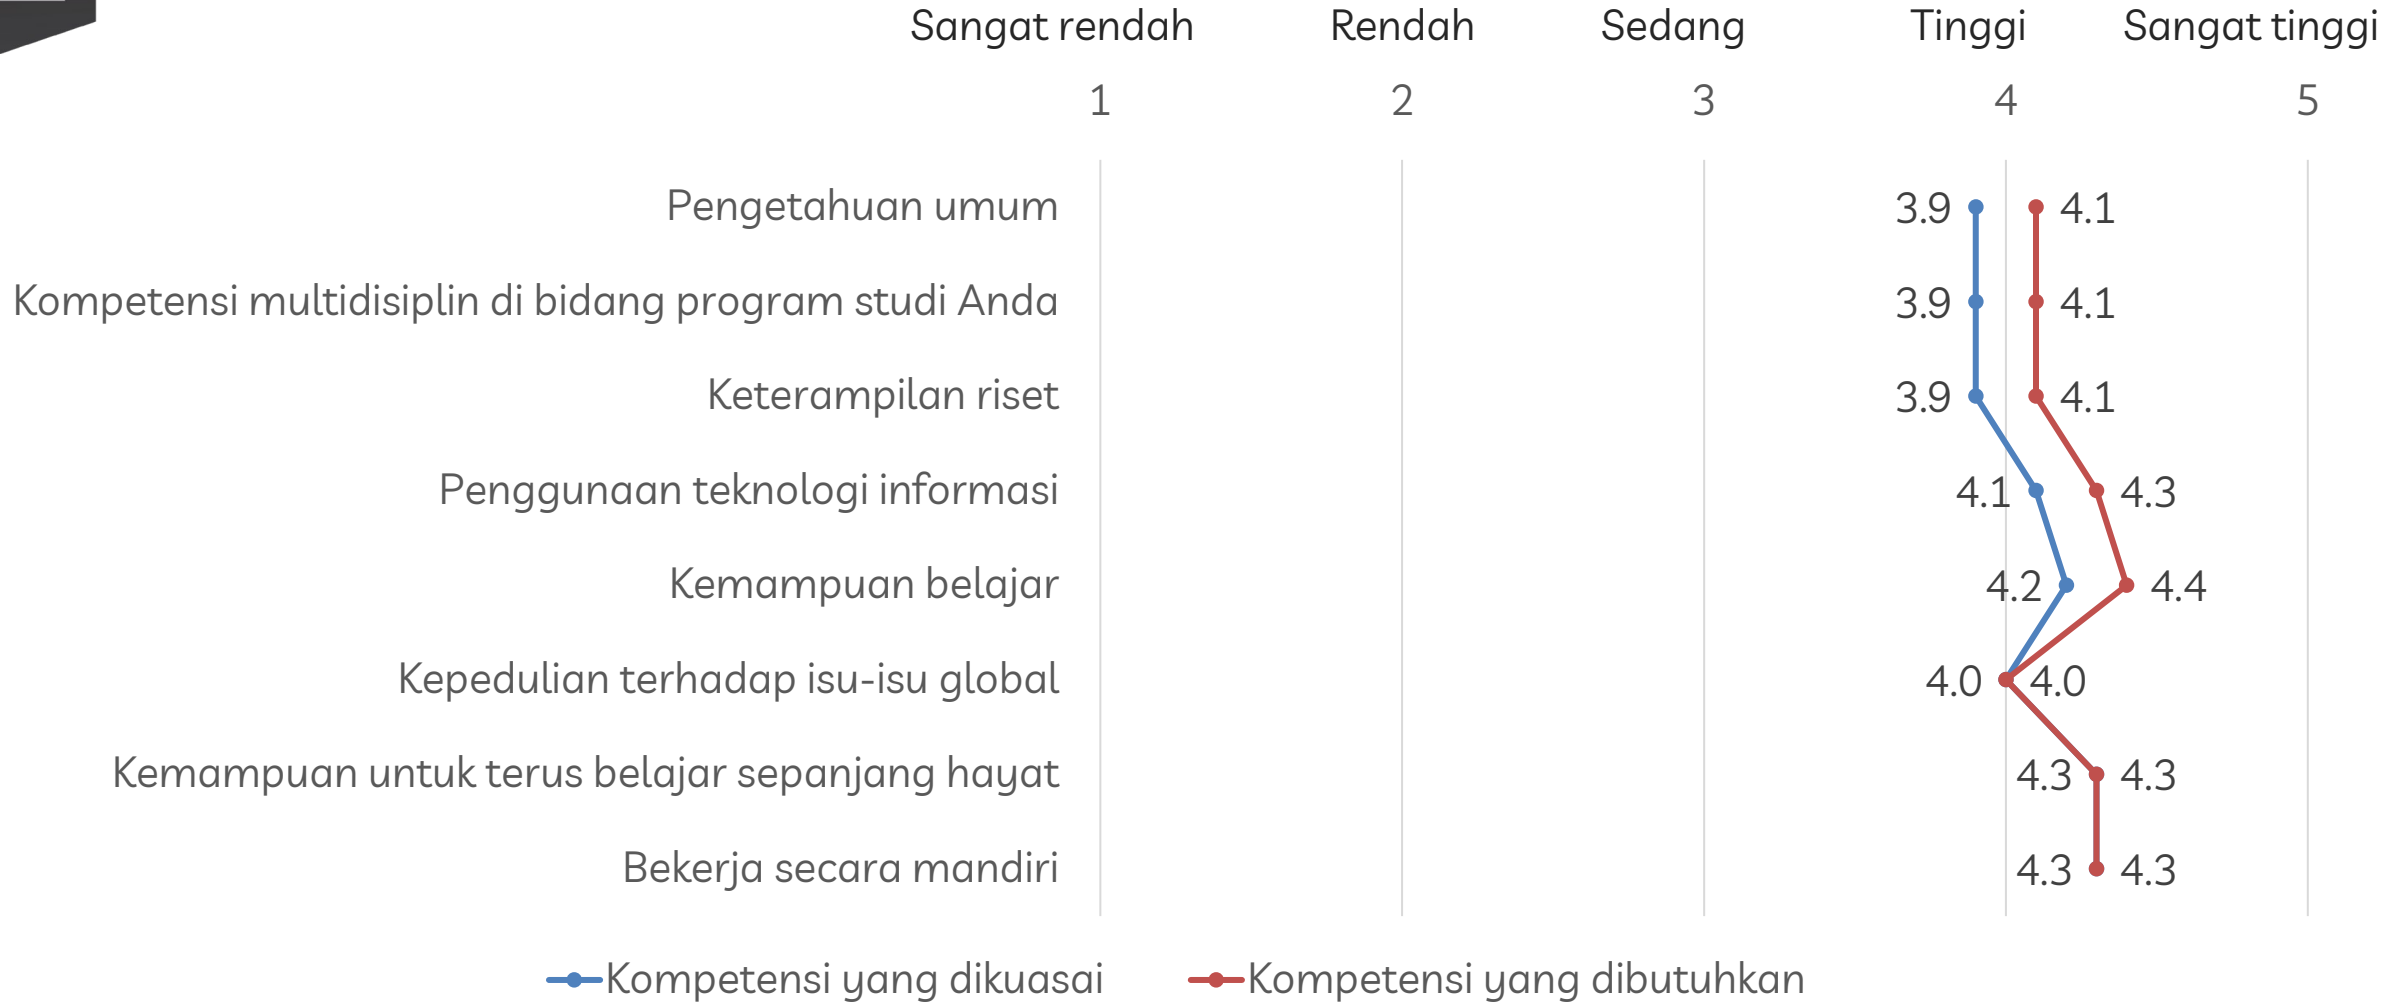 Sangat rendah Rendah Sedang Tinggi Sangat tinggi
1 2 3 4 5
Pengetahuan umum 3.9 4.1
Kompetensi multidisiplin di bidang program studi Anda 3.9 4.1
Keterampilan riset 3.9 4.1
Penggunaan teknologi informasi 4.1 4.3
Kemampuan belajar 4.2 4.4
Kepedulian terhadap isu-isu global 4.0 4.0
Kemampuan untuk terus belajar sepanjang hayat 4.3 4.3
Bekerja secara mandiri 4.3 4.3
Kompetensi yang dikuasai Kompetensi yang dibutuhkan